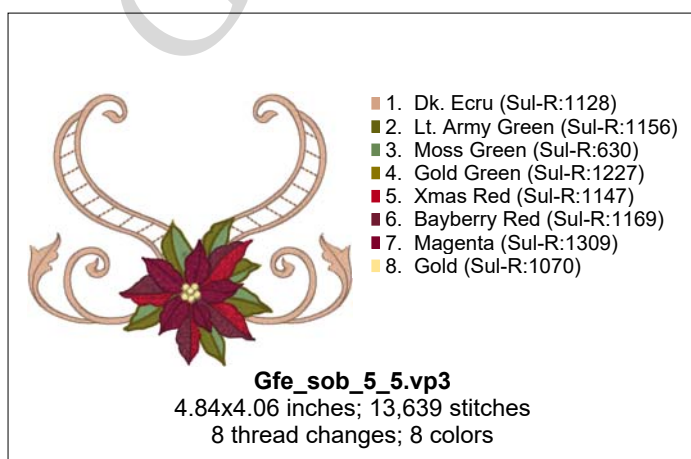 1. Dk. Ecru (Sul-R:1128)
2. Lt. Army Green (Sul-R:1156)
3. Moss Green (Sul-R:630)
4. Gold Green (Sul-R:1227)
5. Xmas Red (Sul-R:1147)
6. Bayberry Red (Sul-R:1169)
7. Magenta (Sul-R:1309)
8. Gold (Sul-R:1070)
Gfe_sob_5_5.vp3
4.84x4.06 inches; 13,639 stitches
8 thread changes; 8 colors